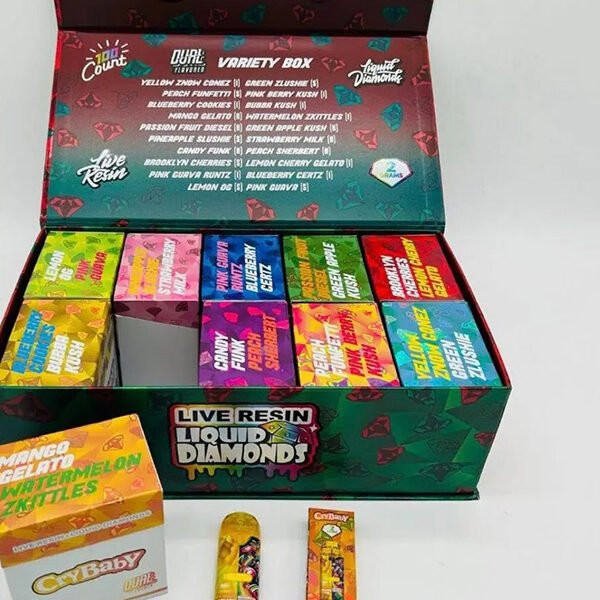 100 Count
DUAL FLAVORED
VARIETY BOX
Liquid Diamonds
YELLOW ZNOW CONEZ [I] GREEN ZLUSHIE [S]
PEACH FUNFETTI [S] PINK BERRY KUSH [I]
BLUEBERRY COOKIES [I] BUBBA KUSH [I]
MANGO GELATO [H] WATERMELON ZKITTLES [I]
PASSION FRUIT DIESEL [S] GREEN APPLE KUSH [H]
PINEAPPLE SLUSHIE [S] STRAWBERRY MILK [H]
CANDY FUNK [H] PEACH SHERBERT [H]
BROOKLYN CHERRIES [S] LEMON CHERRY GELATO [I]
PINK GUAVA RUNTZ [I] BLUEBERRY CERTZ [I]
LEMON OG [S] PINK GUAVA [S]
Live Resin
2 GRAMS
LEMON OG
PINK GUAVA
STRAWBERRY MILK
PINK GUAVA RUNTZ
BLUEBERRY CERTZ
PASSION FRUIT DIESEL
GREEN APPLE KUSH
BROOKLYN CHERRIES
LEMON CHERRY GELATO
BLUEBERRY COOKIES
BUBBA KUSH
CANDY FUNK
PEACH SHERBERT
PEACH FUNFETTI
PINK BERRY KUSH
YELLOW ZNOW CONEZ
GREEN ZLUSHIE
LIVE RESIN
LIQUID DIAMONDS
MANGO GELATO
WATERMELON ZKITTLES
LIVE RESIN + LIQUID DIAMONDS
CryBaby
DUAL FLAVORED
CryBaby
2